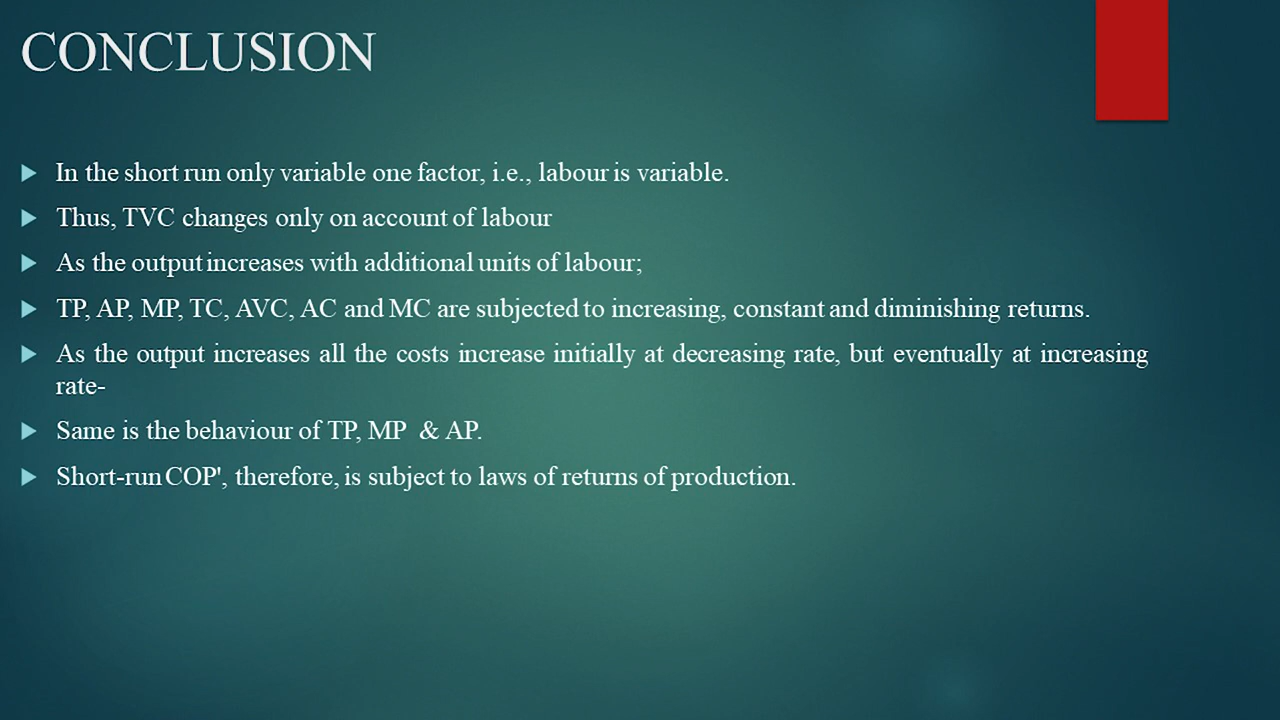 CONCLUSION
In the short run only variable one factor, i.e., labour is variable.
Thus, TVC changes only on account of labour
As the output increases with additional units of labour;
TP, AP, MP, TC, AVC, AC and MC are subjected to increasing, constant and diminishing returns.
As the output increases all the costs increase initially at decreasing rate, but eventually at increasing
rate-
Same is the behaviour of TP, MP & AP.
Short-run COP', therefore, is subject to laws of returns of production.